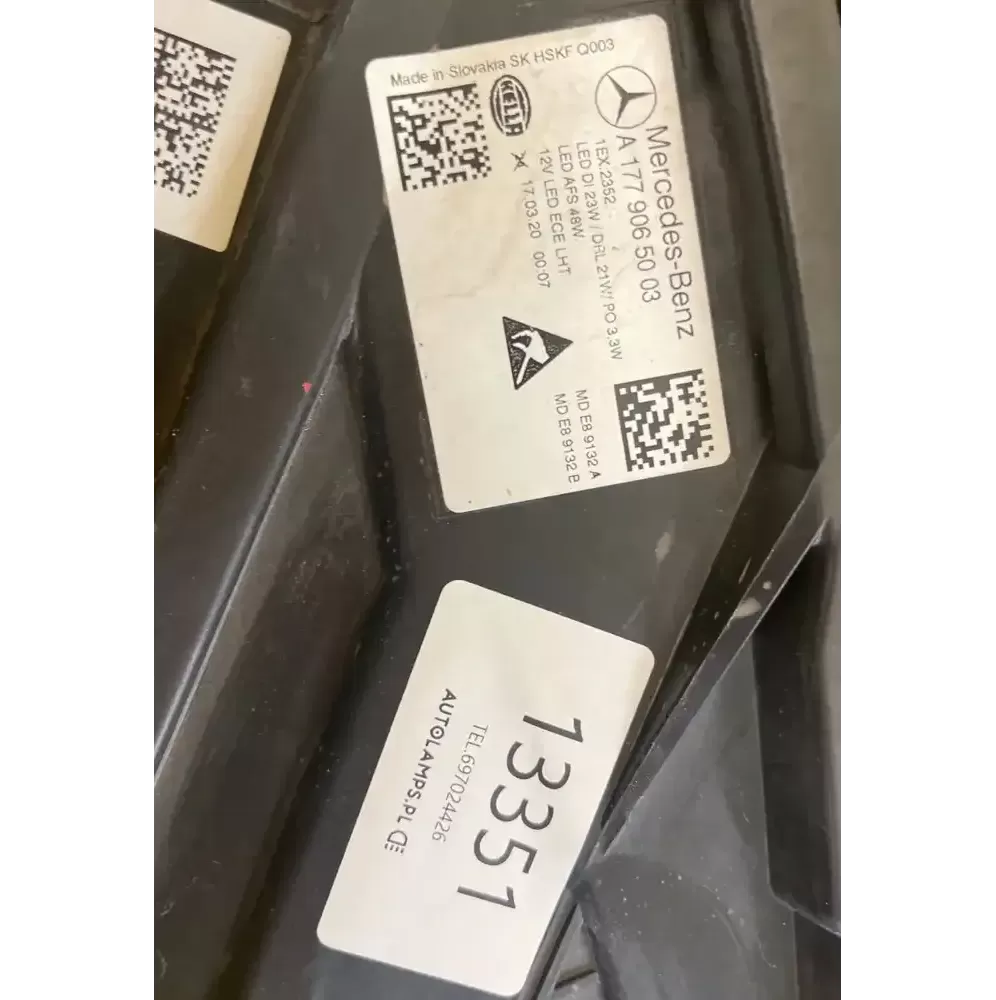 Made in Slovakia SK HSKF Q003
HELLA
Mercedes-Benz
A 177 906 50 03
1EX.2352
LED DI 23W / DRL 21W/ PO 3.3W
LED AFS 48W
12V LED ECE LHT
17.03.20 00:07
MD E8 9132 A
MD E8 9132 B
13351
TEL.697024426
AUTOLAMPS.PL